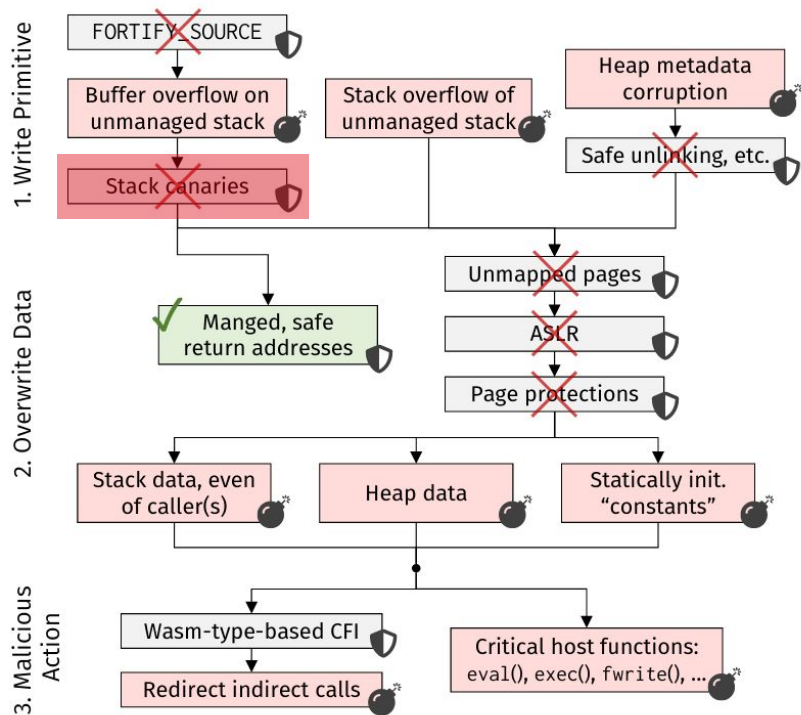 1. Write Primitive
FORTIFY_SOURCE
Buffer overflow on
unmanaged stack
Stack overflow of
unmanaged stack
Heap metadata
corruption
Stack canaries
Safe unlinking, etc.
2. Overwrite Data
Unmapped pages
Manged, safe
return addresses
ASLR
Page protections
Stack data, even
of caller(s)
Heap data
Statically init.
“constants”
3. Malicious
Action
Wasm-type-based CFI
Redirect indirect calls
Critical host functions:
eval(), exec(), fwrite(), ...